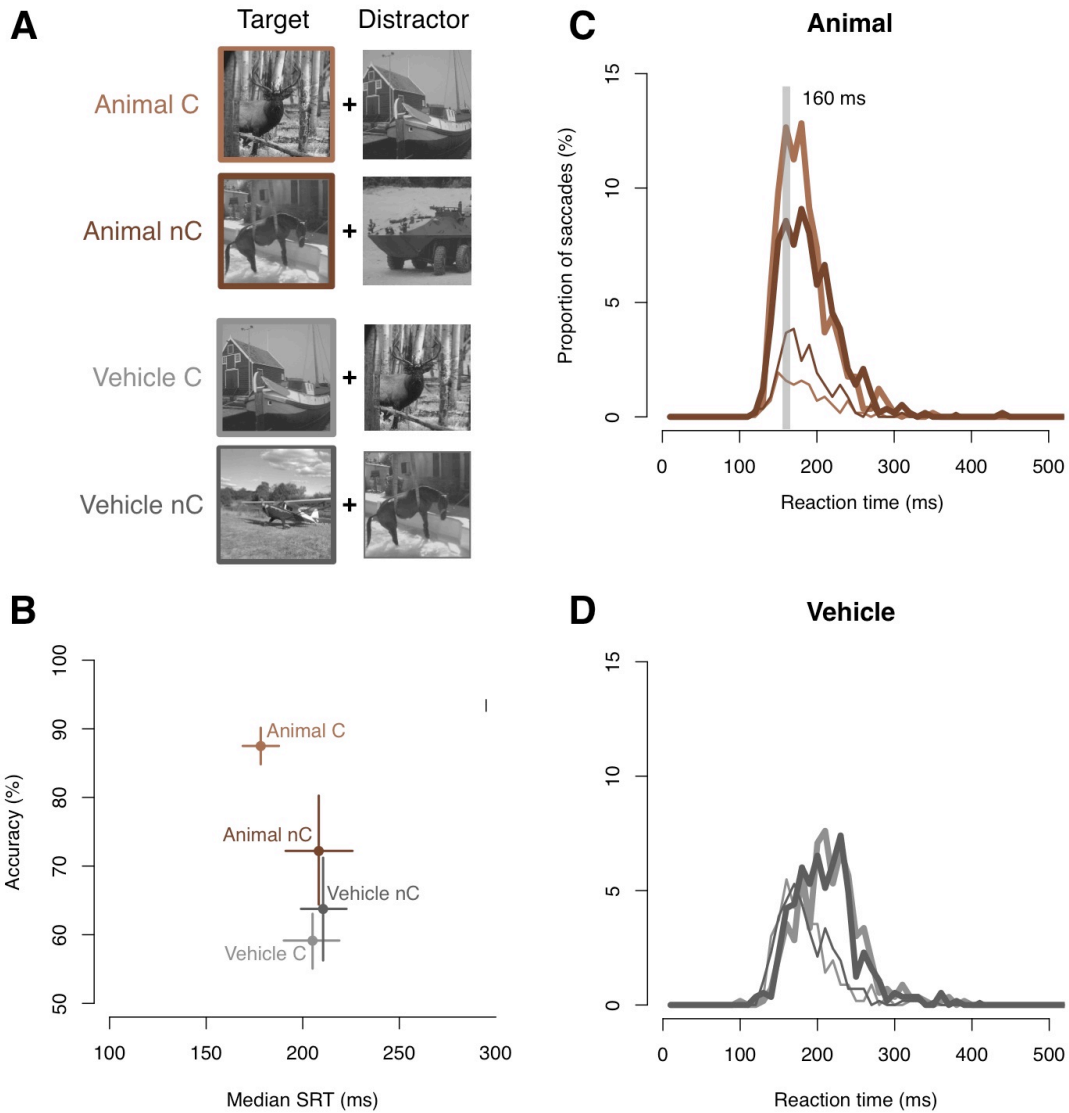 A
Target
Distractor
Animal C
+
Animal nC
+
Vehicle C
+
Vehicle nC
+
B
Accuracy (%)
100
90
80
70
60
50
Animal C
Animal nC
Vehicle nC
Vehicle C
100 150 200 250 300
Median SRT (ms)
C
Animal
Proportion of saccades (%)
15
10
5
0
160 ms
0 100 200 300 400 500
Reaction time (ms)
D
Vehicle
15
10
5
0
0 100 200 300 400 500
Reaction time (ms)